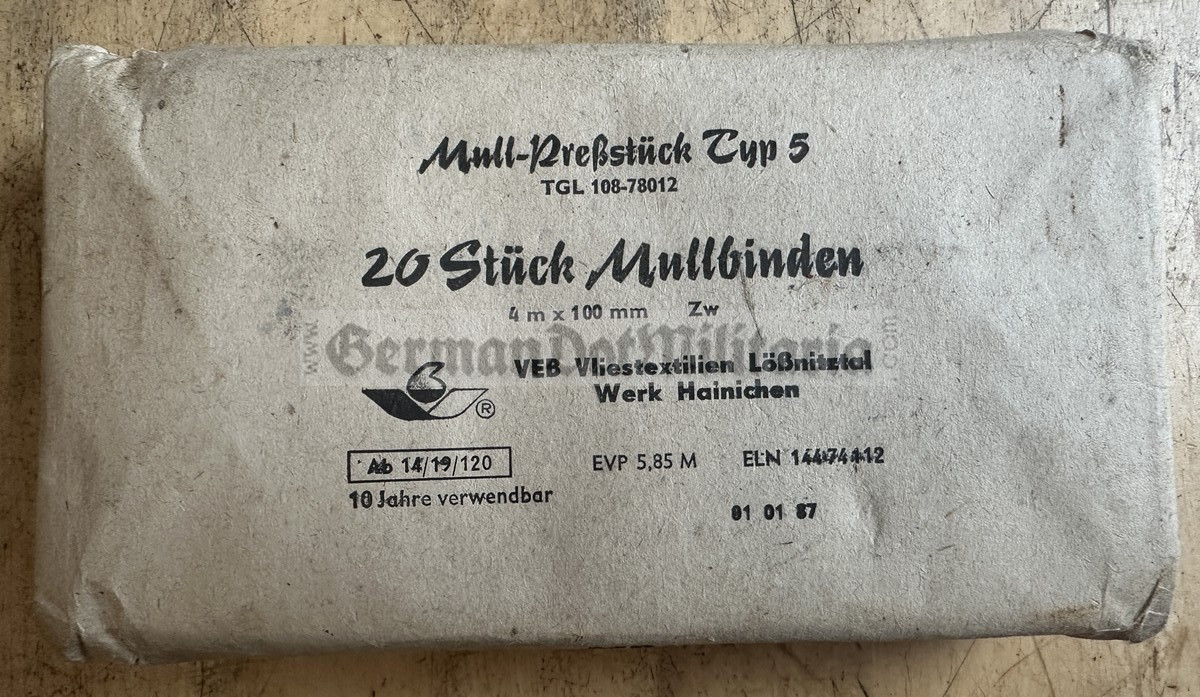 Mull-Preßstück Typ 5
TGL 108-78012
20 Stück Mullbinden
4 m x 100 mm Zw
www.GermanDotMilitaria.com
VEB Vliestextilien Lößnitztal
Werk Hainichen
®
Ab 14/19/120
EVP 5,85 M
ELN 14474112
10 Jahre verwendbar
01 01 87